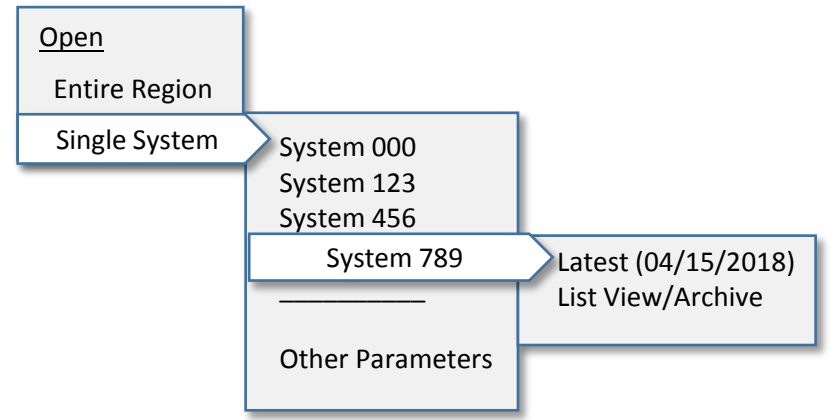 Open
Entire Region
Single System
System 000
System 123
System 456
System 789
__________
Other Parameters
Latest (04/15/2018)
List View/Archive